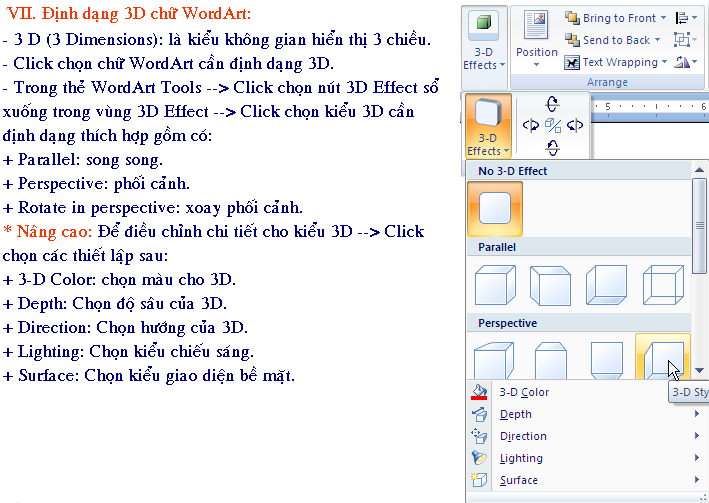 VII. Định dạng 3D chữ WordArt:
- 3 D (3 Dimensions): là kiểu không gian hiển thị 3 chiều.
- Click chọn chữ WordArt cần định dạng 3D.
- Trong thẻ WordArt Tools --> Click chọn nút 3D Effect sổ
xuống trong vùng 3D Effect --> Click chọn kiểu 3D cần
định dạng thích hợp gồm có:
+ Parallel: song song.
+ Perspective: phối cảnh.
+ Rotate in perspective: xoay phối cảnh.
* Nâng cao: Để điều chỉnh chi tiết cho kiểu 3D --> Click
chọn các thiết lập sau:
+ 3-D Color: chọn màu cho 3D.
+ Depth: Chọn độ sâu của 3D.
+ Direction: Chọn hướng của 3D.
+ Lighting: Chọn kiểu chiếu sáng.
+ Surface: Chọn kiểu giao diện bề mặt.
3-D
Effects
Position
Bring to Front
Send to Back
Text Wrapping
Arrange
5 6
3-D
Effects
No 3-D Effect
Parallel
Perspective
3-D Sty
3-D Color
Depth
Direction
Lighting
Surface